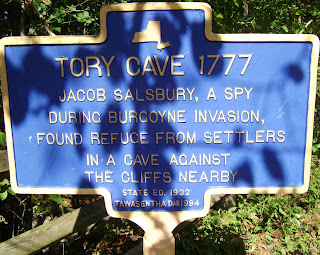 TORY CAVE 1777
JACOB SALSBURY, A SPY
DURING BURGOYNE INVASION,
FOUND REFUGE FROM SETTLERS
IN A CAVE AGAINST
THE CLIFFS NEARBY
STATE ED. 1932
TAWASENTHA DAR 1994